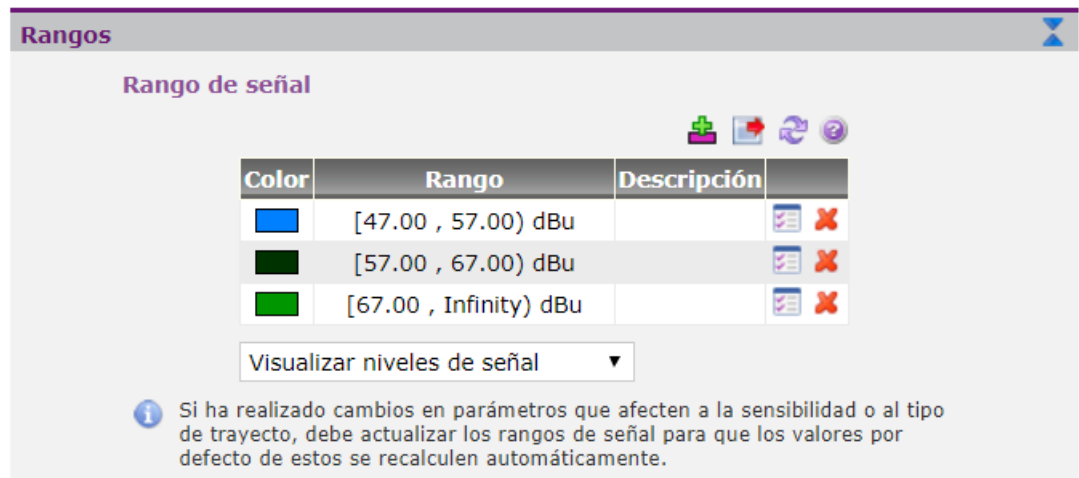 Rangos
Rango de señal
Color Rango Descripción
[47.00 , 57.00) dBu
[57.00 , 67.00) dBu
[67.00 , Infinity) dBu
Visualizar niveles de señal
Si ha realizado cambios en parámetros que afecten a la sensibilidad o al tipo
de trayecto, debe actualizar los rangos de señal para que los valores por
defecto de estos se recalculen automáticamente.